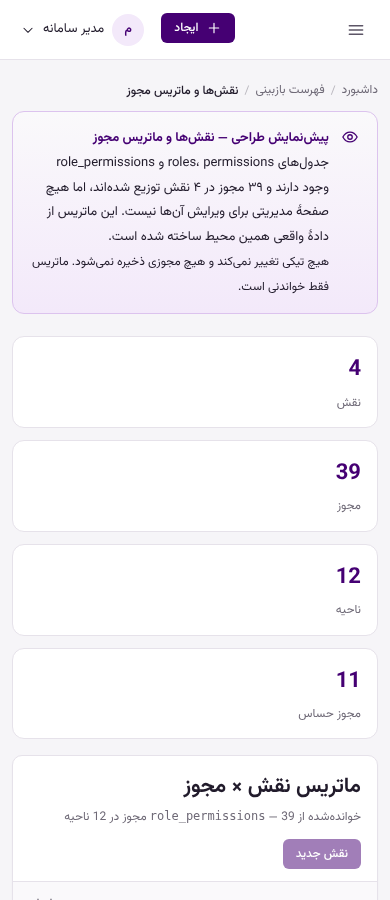 ایجاد
م
مدیر سامانه
داشبورد / فهرست بازبینی / نقش‌ها و ماتریس مجوز
پیش‌نمایش طراحی — نقش‌ها و ماتریس مجوز
جدول‌های roles، permissions و role_permissions
وجود دارند و ۳۹ مجوز در ۴ نقش توزیع شده‌اند، اما هیچ
صفحهٔ مدیریتی برای ویرایش آن‌ها نیست. این ماتریس از
دادهٔ واقعی همین محیط ساخته شده است.
هیچ تیکی تغییر نمی‌کند و هیچ مجوزی ذخیره نمی‌شود. ماتریس
فقط خواندنی است.
4
نقش
39
مجوز
12
ناحیه
11
مجوز حساس
ماتریس نقش × مجوز
خوانده‌شده از role_permissions — 39 مجوز در 12 ناحیه
نقش جدید